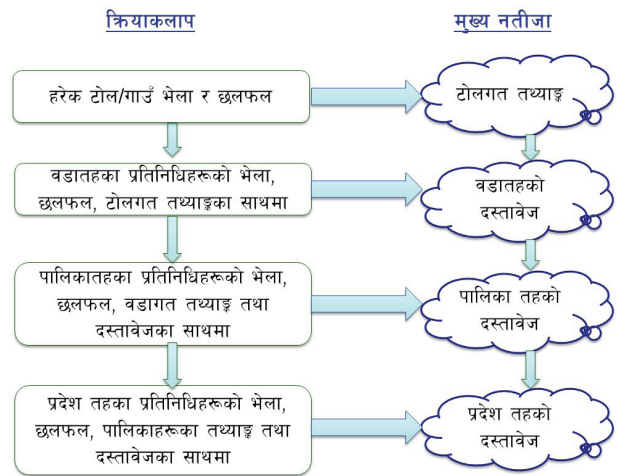 क्रियाकलाप
मुख्य नतीजा
हरेक टोल/गाउँ भेला र छलफल
टोलगत तथ्याङ्क
वडातहका प्रतिनिधिहरूको भेला,
छलफल, टोलगत तथ्याङ्कका साथमा
वडातहको
दस्तावेज
पालिकातहका प्रतिनिधिहरूको भेला,
छलफल, वडागत तथ्याङ्क तथा
दस्तावेजका साथमा
पालिका तहको
दस्तावेज
प्रदेश तहका प्रतिनिधिहरूको भेला,
छलफल, पालिकाहरूका तथ्याङ्क तथा
दस्तावेजका साथमा
प्रदेश तहको
दस्तावेज